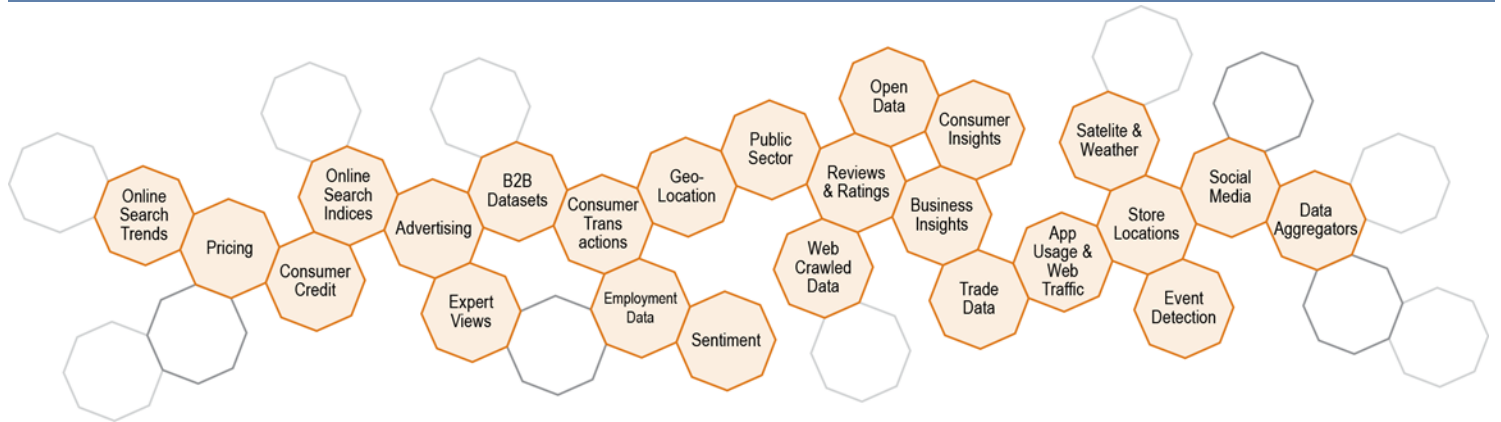 Online
Search
Trends
Pricing
Consumer
Credit
Online
Search
Indices
Advertising
Expert
Views
B2B
Datasets
Consumer
Trans
actions
Employment
Data
Sentiment
Geo-
Location
Public
Sector
Open
Data
Consumer
Insights
Reviews
& Ratings
Business
Insights
Web
Crawled
Data
Trade
Data
App
Usage &
Web
Traffic
Satelite &
Weather
Store
Locations
Event
Detection
Social
Media
Data
Aggregators